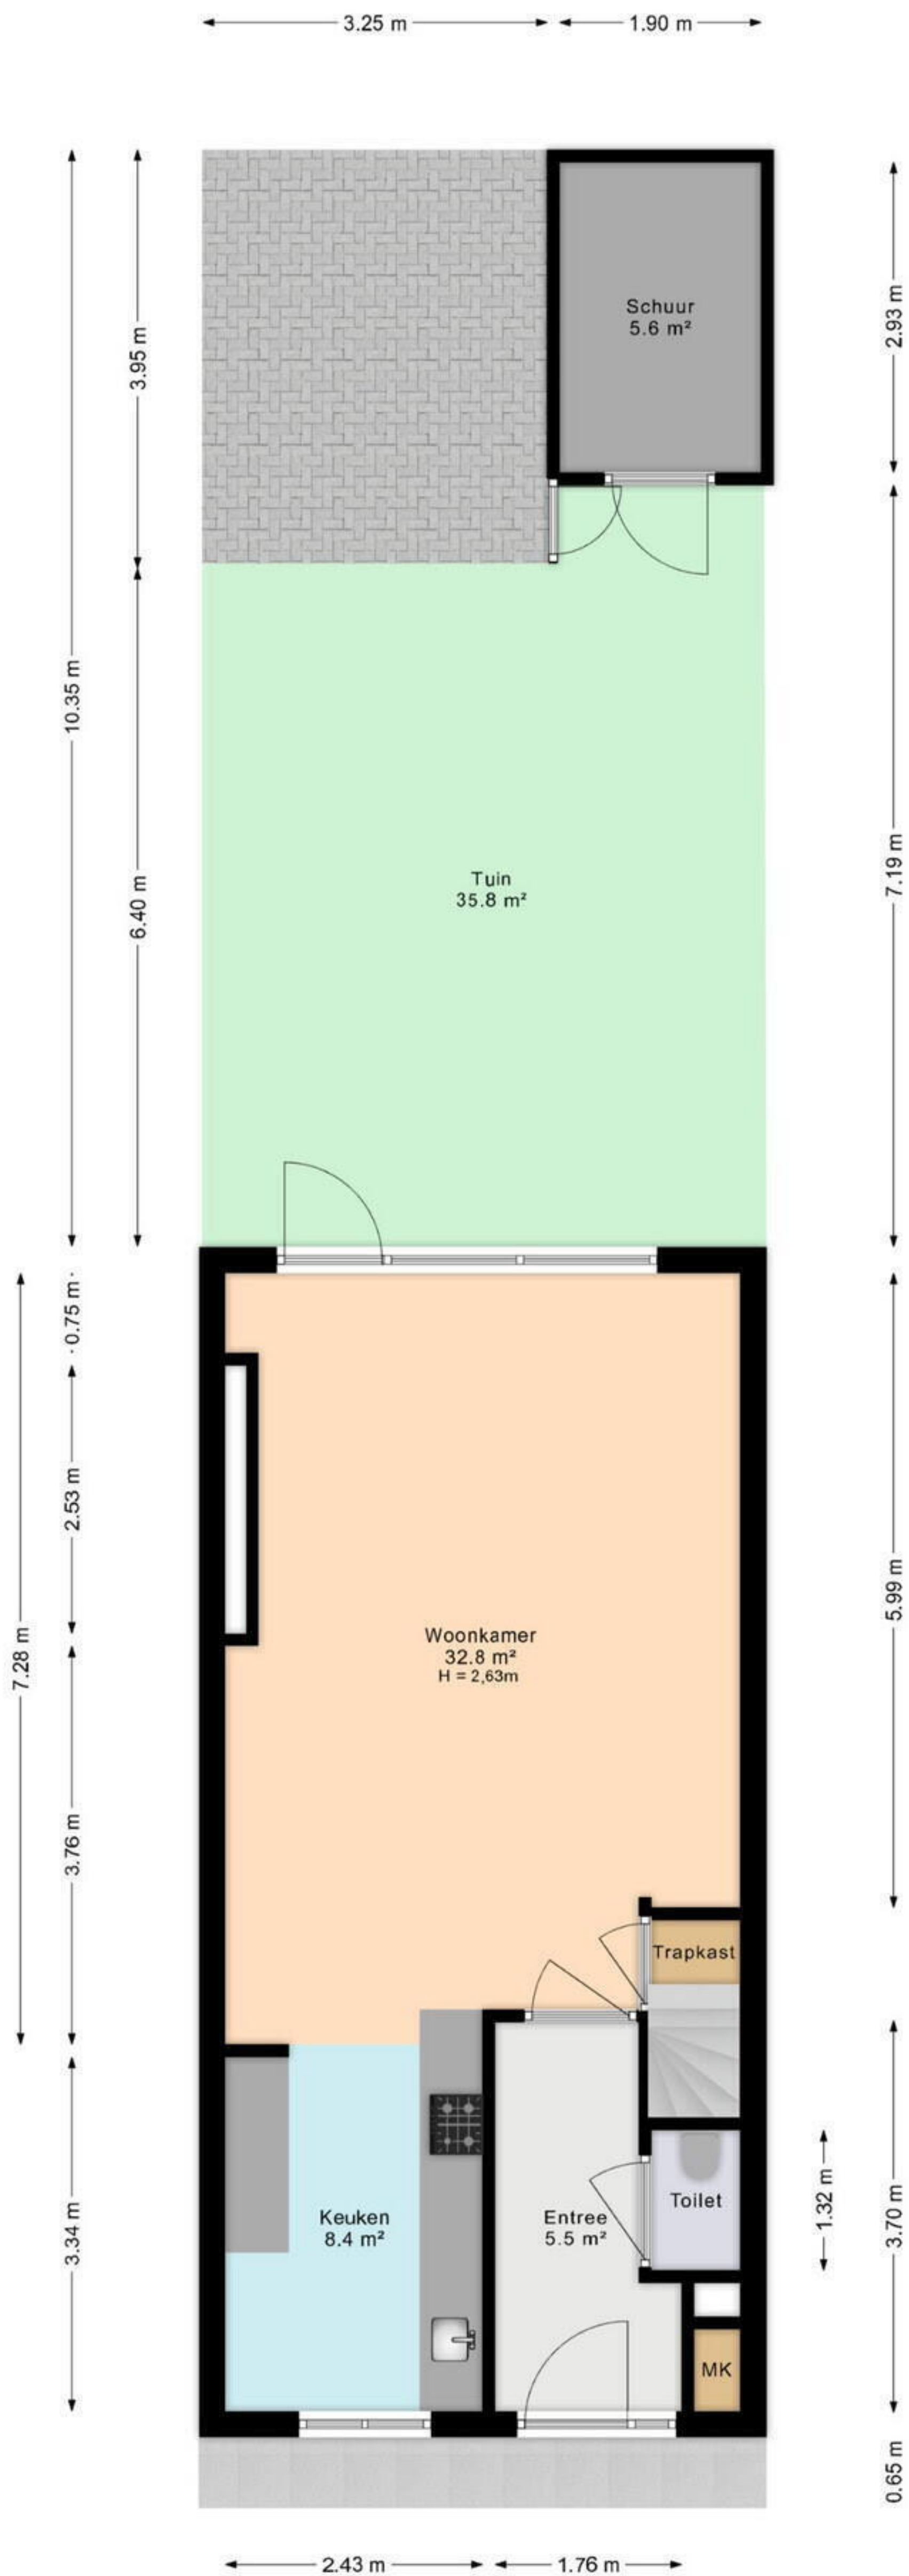 3.25 m
1.90 m
Schuur
5.6 m²
2.93 m
3.95 m
10.35 m
Tuin
35.8 m²
7.19 m
6.40 m
0.75 m
2.53 m
5.99 m
Woonkamer
32.8 m²
H = 2,63m
7.28 m
3.76 m
Trapkast
Toilet
1.32 m
3.70 m
Keuken
8.4 m²
Entree
5.5 m²
3.34 m
MK
0.65 m
2.43 m
1.76 m